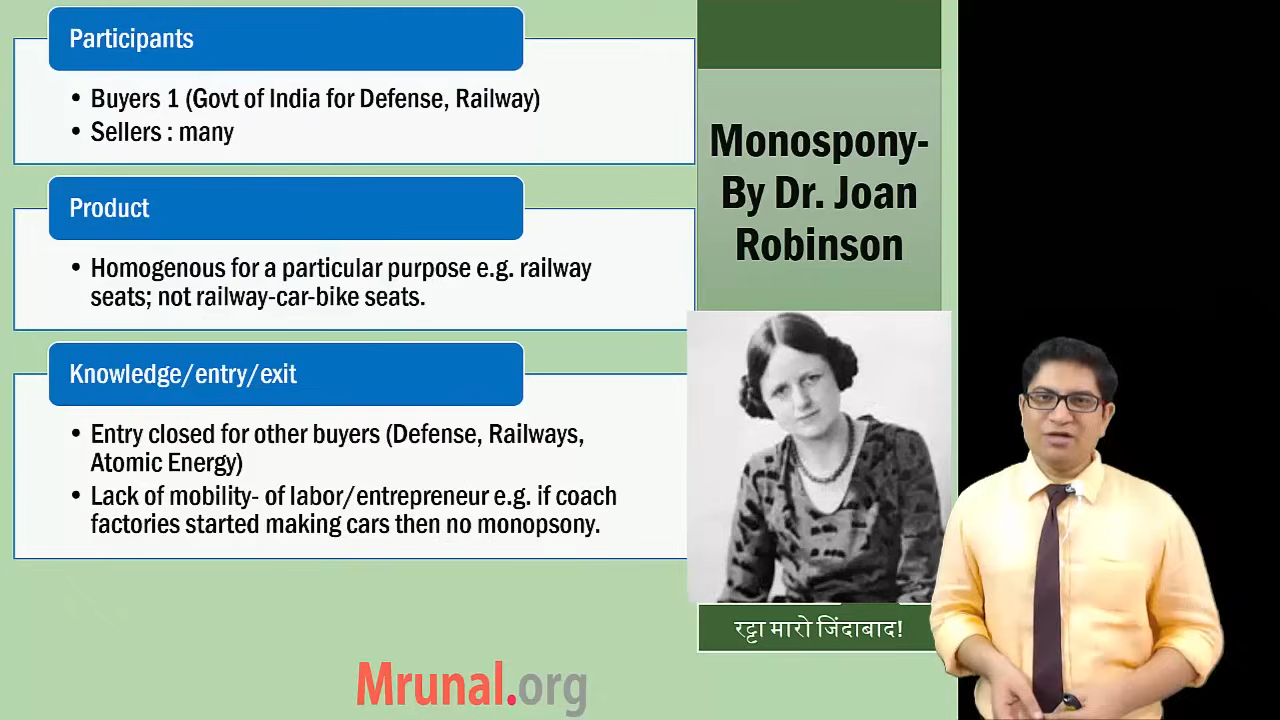 Participants
• Buyers 1 (Govt of India for Defense, Railway)
• Sellers : many
Product
• Homogenous for a particular purpose e.g. railway
seats; not railway-car-bike seats.
Knowledge/entry/exit
• Entry closed for other buyers (Defense, Railways,
Atomic Energy)
• Lack of mobility- of labor/entrepreneur e.g. if coach
factories started making cars then no monopsony.
Monospony-
By Dr. Joan
Robinson
रट्टा मारो जिंदाबाद!
Mrunal.org